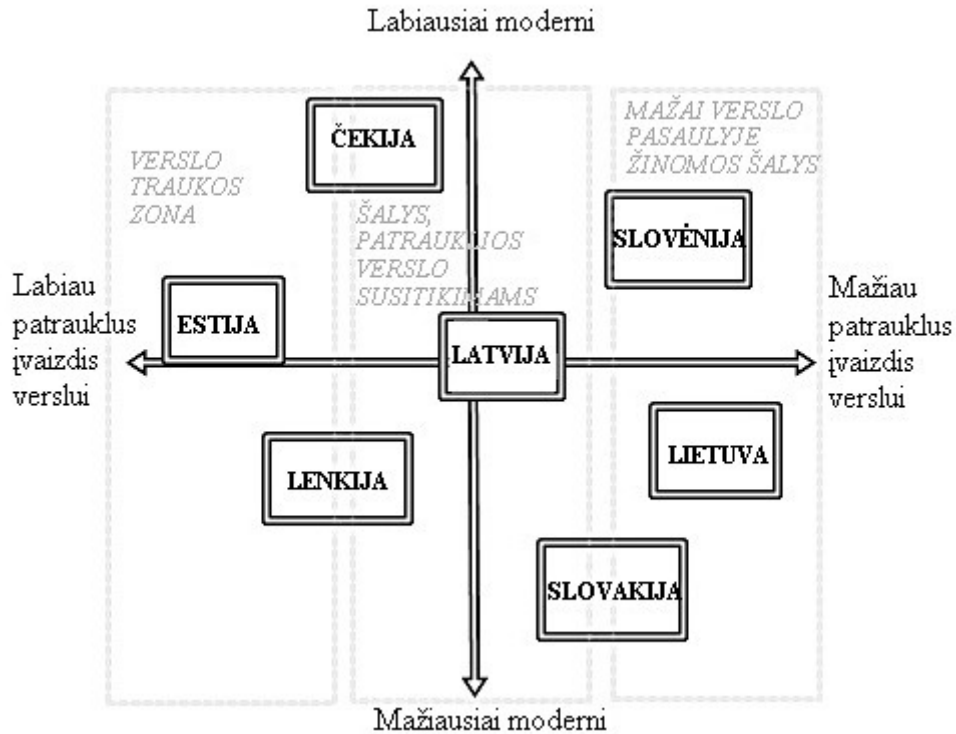 Labiausiai moderni
ČEKIJA
VERSLO
TRAUKOS
ZONA
ŠALYS,
PATRAUKLIOS
VERSLO
SUSITIKIMAMS
MAŽAI VERSLO
PASAULYJE
ŽINOMOS ŠALYS
SLOVĖNIJA
Labiau
patrauklus
įvaizdis
verslui
ESTIJA
LATVIJA
Mažiau
patrauklus
įvaizdis
verslui
LENKIJA
LIETUVA
SLOVAKIJA
Mažiausiai moderni